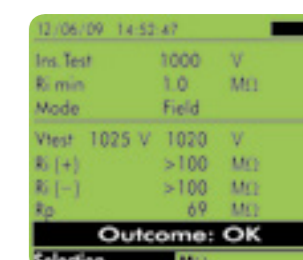 12/06/09 14:52:47
Ins.Test 1000 V
Ri min 1.0 MΩ
Mode Field
Vtest 1025 V 1020 V
Ri (+) >100 MΩ
Ri (-) >100 MΩ
Rp 69 MΩ
Outcome: OK
Selection MΩ